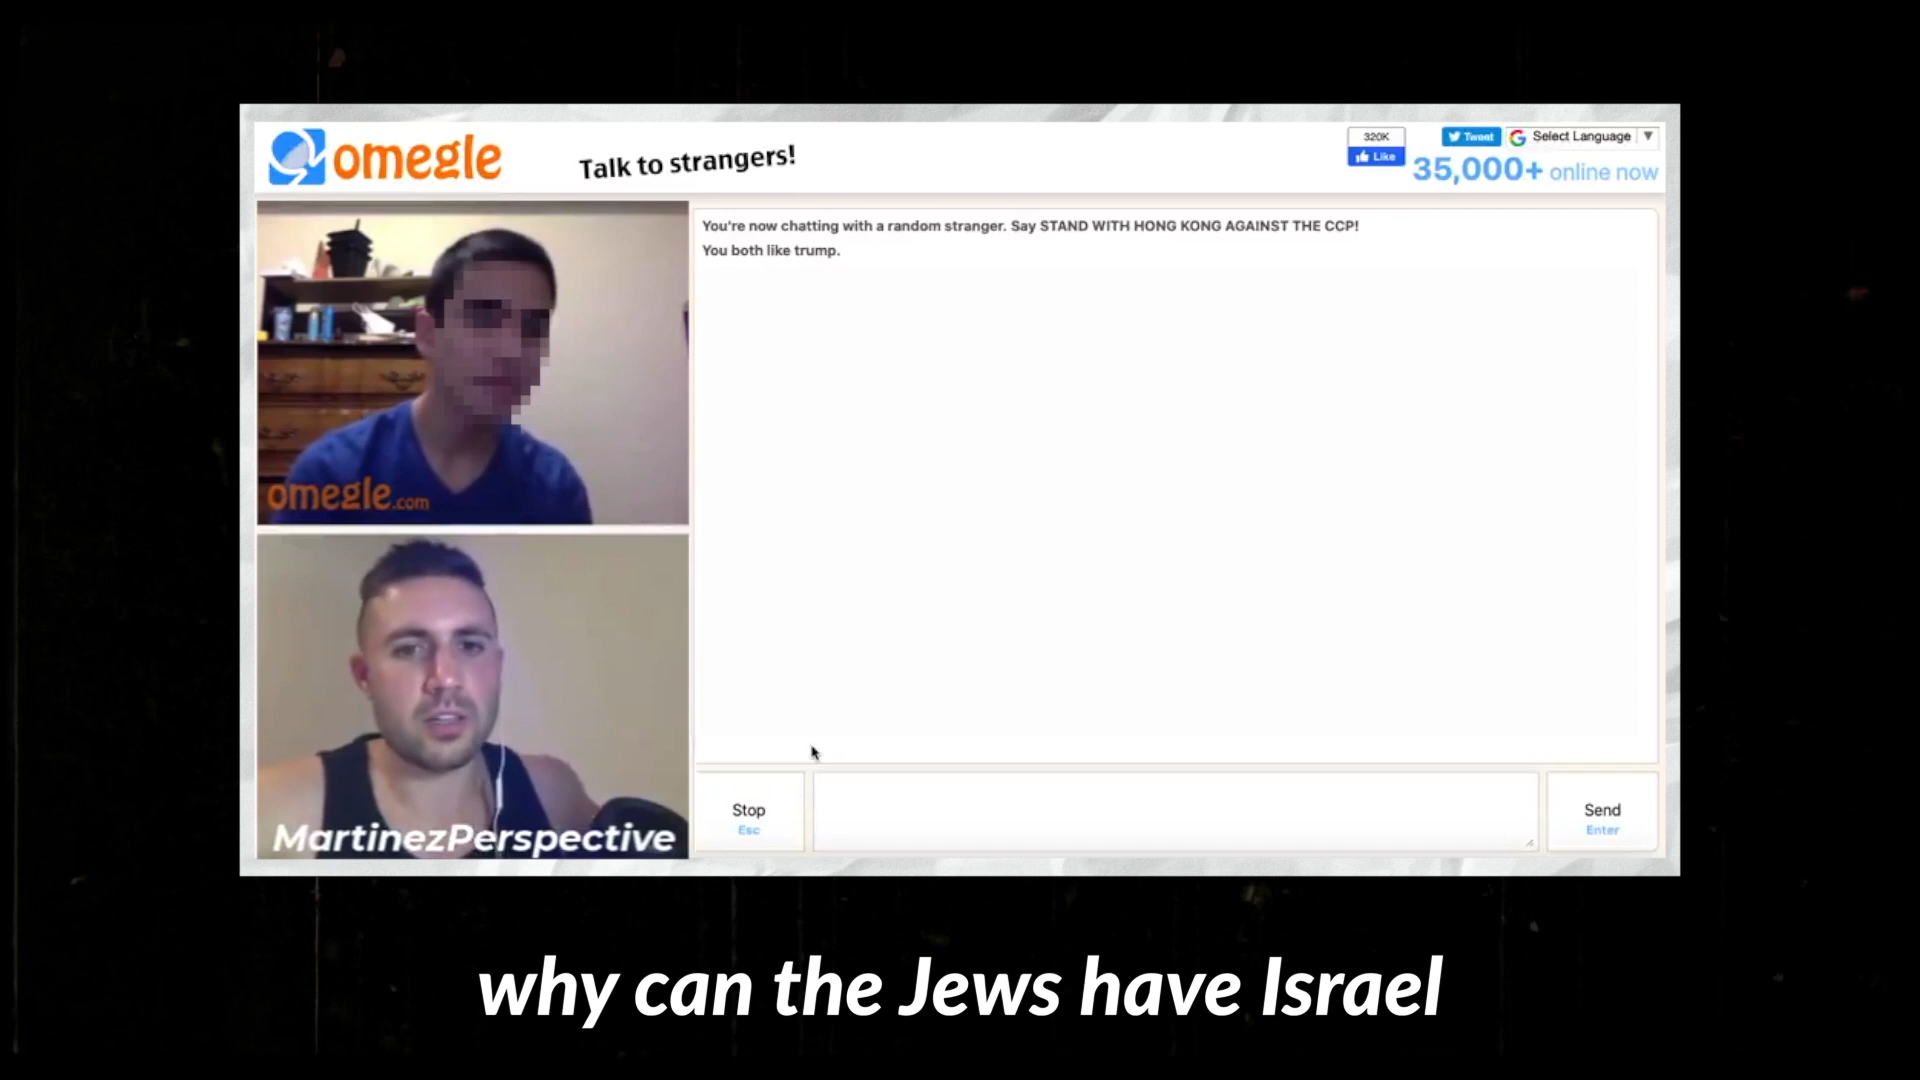 omegle
Talk to strangers!
320K
Like
Tweet
Select Language
35,000+ online now
You're now chatting with a random stranger. Say STAND WITH HONG KONG AGAINST THE CCP!
You both like trump.
omegle.com
MartinezPerspective
Stop
Esc
Send
Enter
why can the Jews have Israel